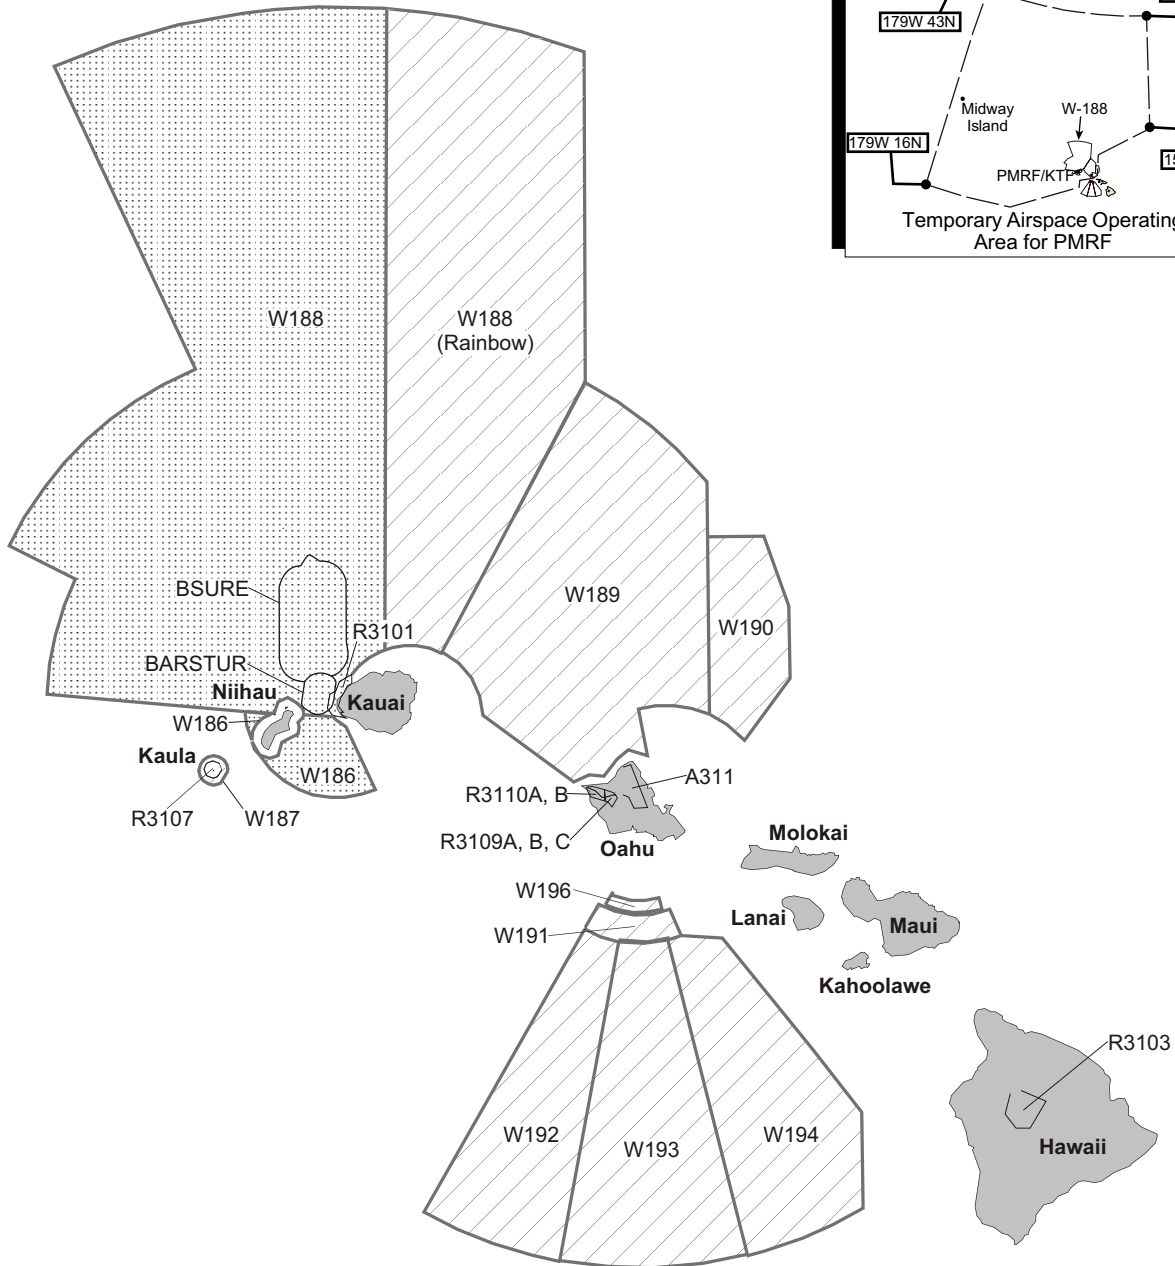 179W 43N
Midway
Island
W-188
179W 16N
PMRF/KTF
Temporary Airspace Operating
Area for PMRF
W188
W188
(Rainbow)
BSURE
R3101
W189
W190
BARSTUR
Niihau
Kauai
W186
Kaula
W186
R3107
W187
A311
R3110A, B
R3109A, B, C
Oahu
Molokai
W196
Lanai
Maui
W191
Kahoolawe
R3103
W192
W193
W194
Hawaii